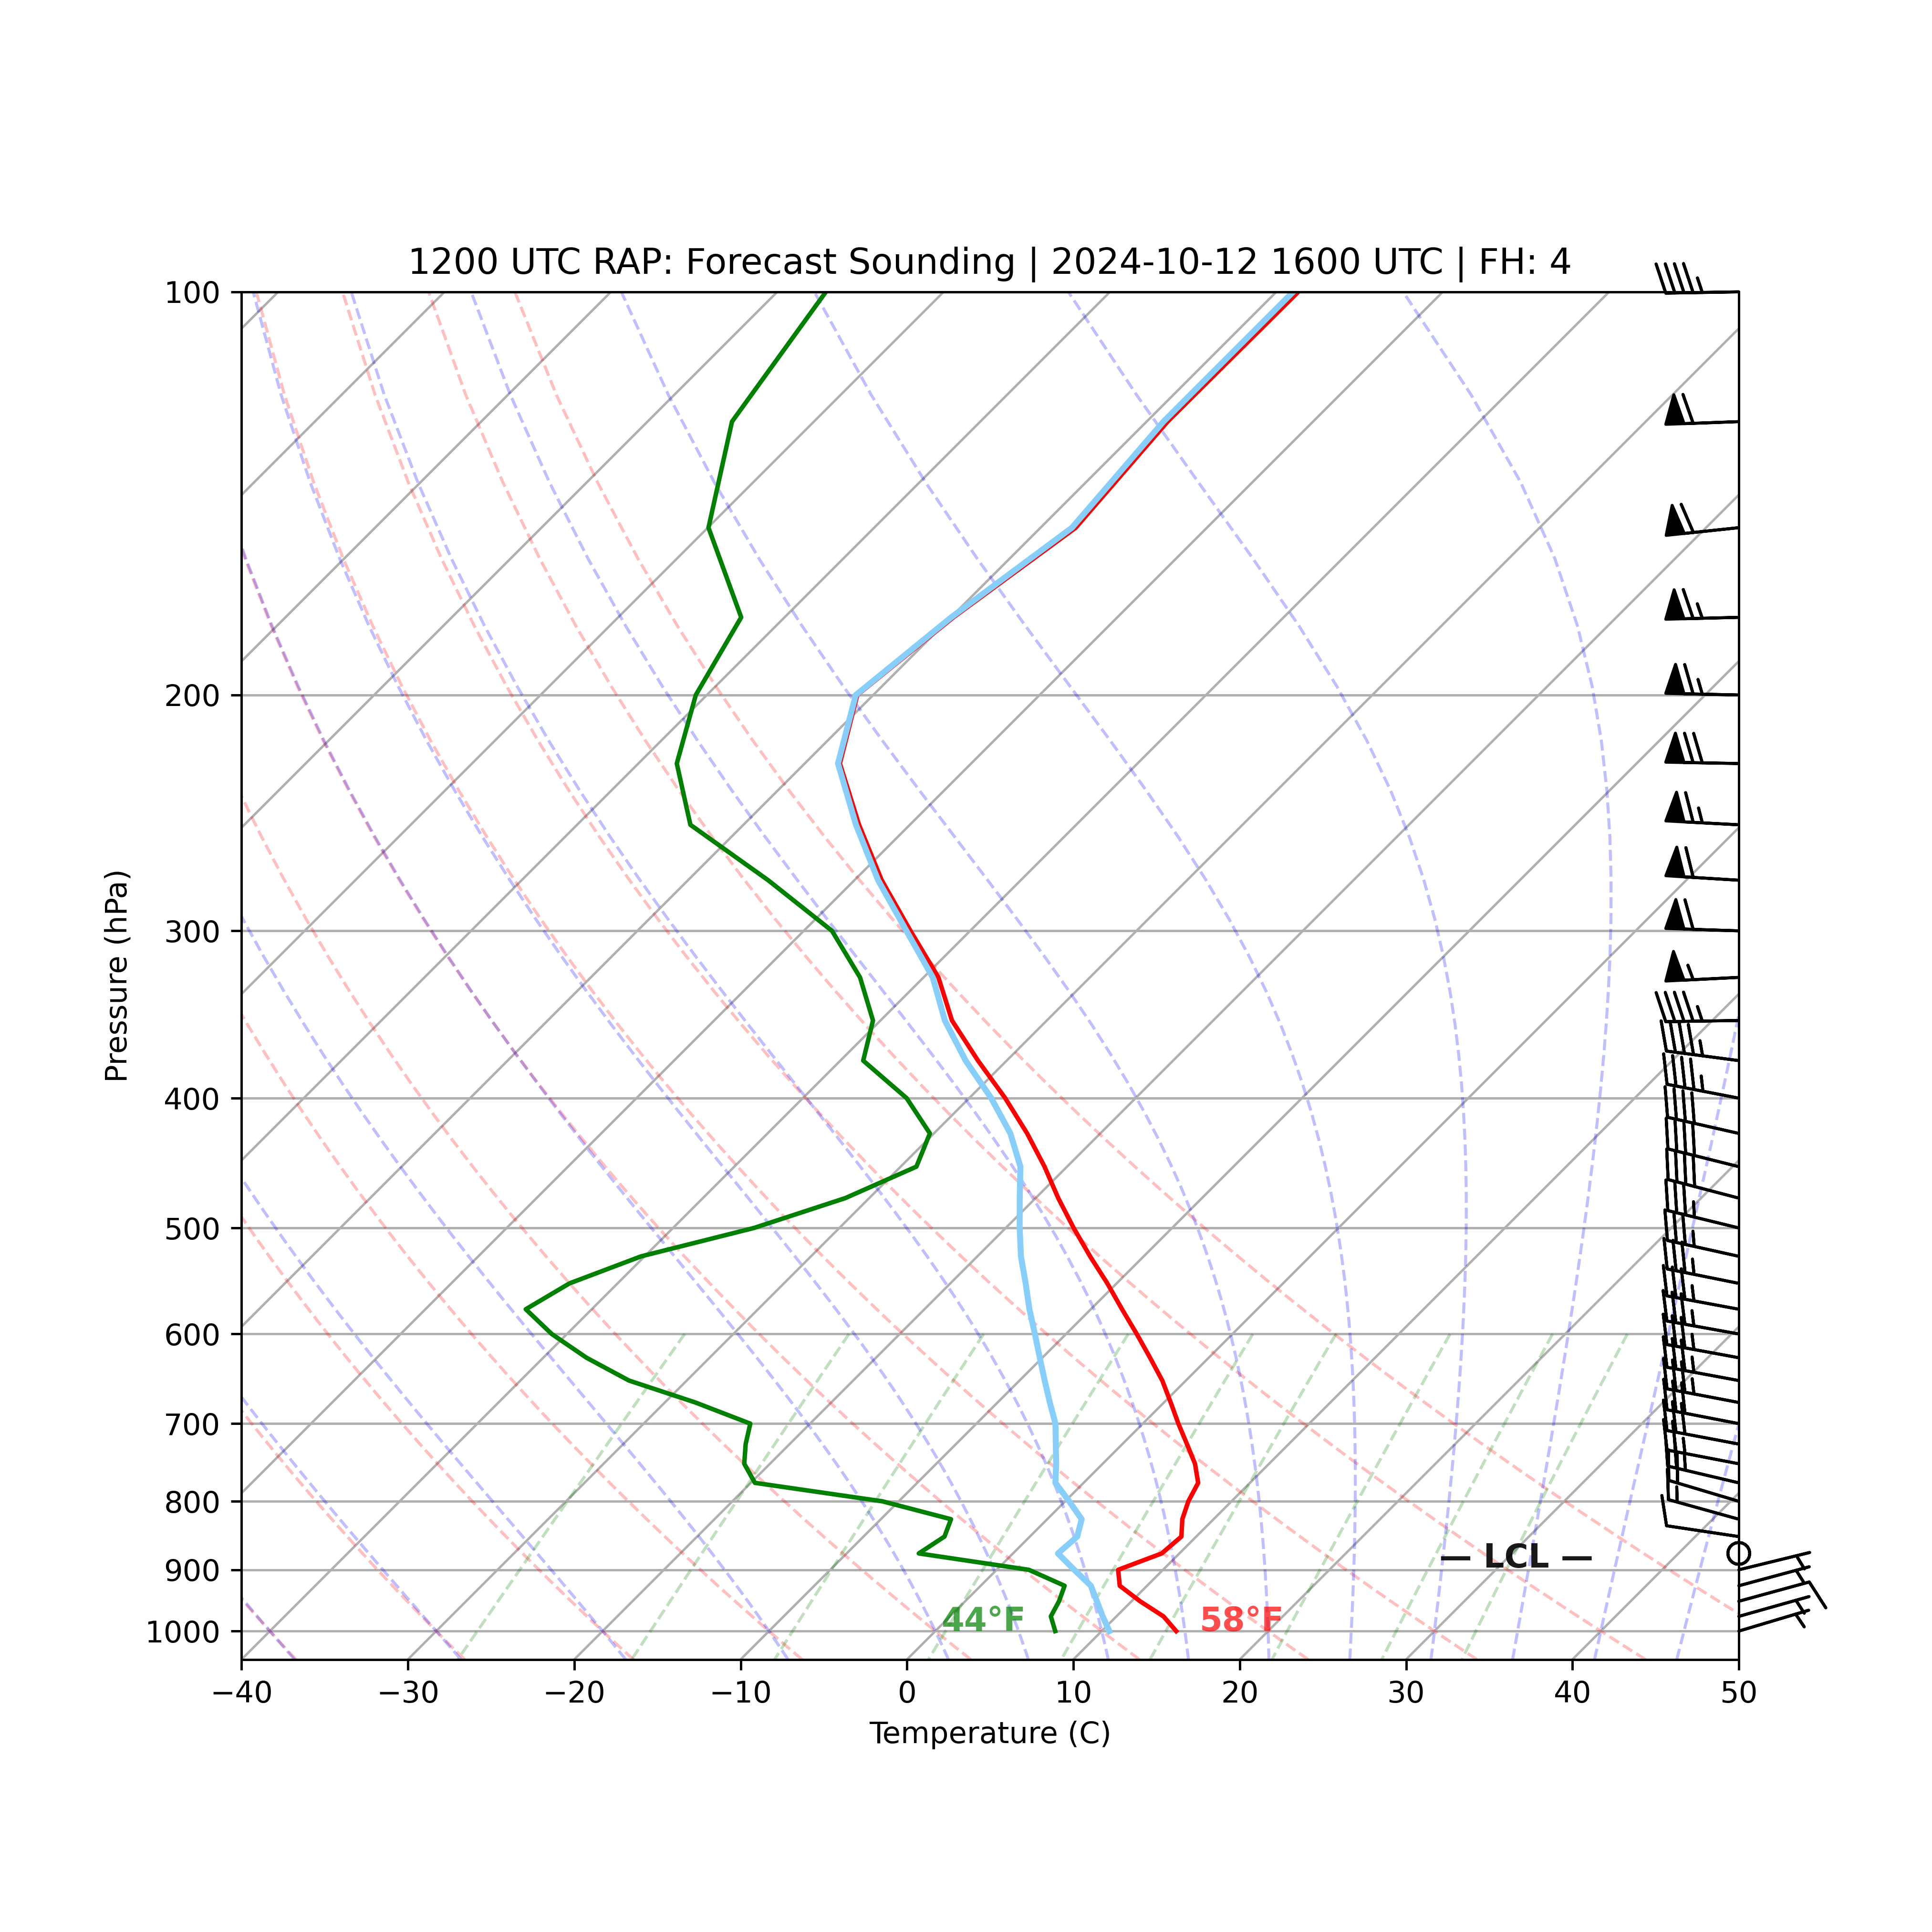 1200 UTC RAP: Forecast Sounding | 2024-10-12 1600 UTC | FH: 4
100
200
300
400
500
600
700
800
900
1000
Pressure (hPa)
— LCL —
44°F
58°F
−40 −30 −20 −10 0 10 20 30 40 50
Temperature (C)